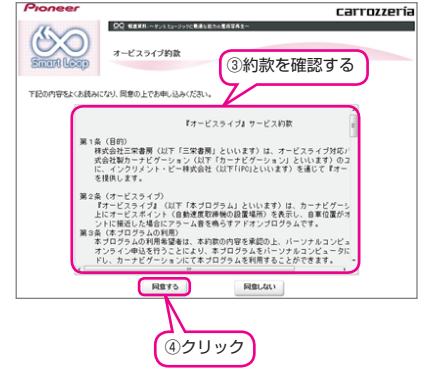 Pioneer
carrozzeria
Smart Loop
オービスライブ約款
③約款を確認する
下記の内容をよくお読みになり、同意の上でお申し込みください。
『オービスライブ』サービス約款
第1条（目的）
株式会社三栄書房（以下「三栄書房」といいます）は、オービスライブ対応パ
式会社製カーナビゲーション（以下「カーナビゲーション」といいます）のユ
に、インクリメント・ピー株式会社（以下「iPC」といいます）を通じて『オー
を提供します。
第2条（オービスライブ）
『オービスライブ』（以下「本プログラム」といいます）は、カーナビゲーシ
上にオービスポイント（自動速度取締機の設置場所）を表示し、自車位置がオ
ントに接近した場合にアラーム音を鳴らすアドオンプログラムです。
第3条（本プログラムの利用）
本プログラムの利用希望者は、本約款の内容を承認の上、パーソナルコンピュ
オンライン申込を行うことにより、本プログラムをパーソナルコンピュータに
ドし、カーナビゲーションにて本プログラムを利用することができます。
同意する
同意しない
④クリック